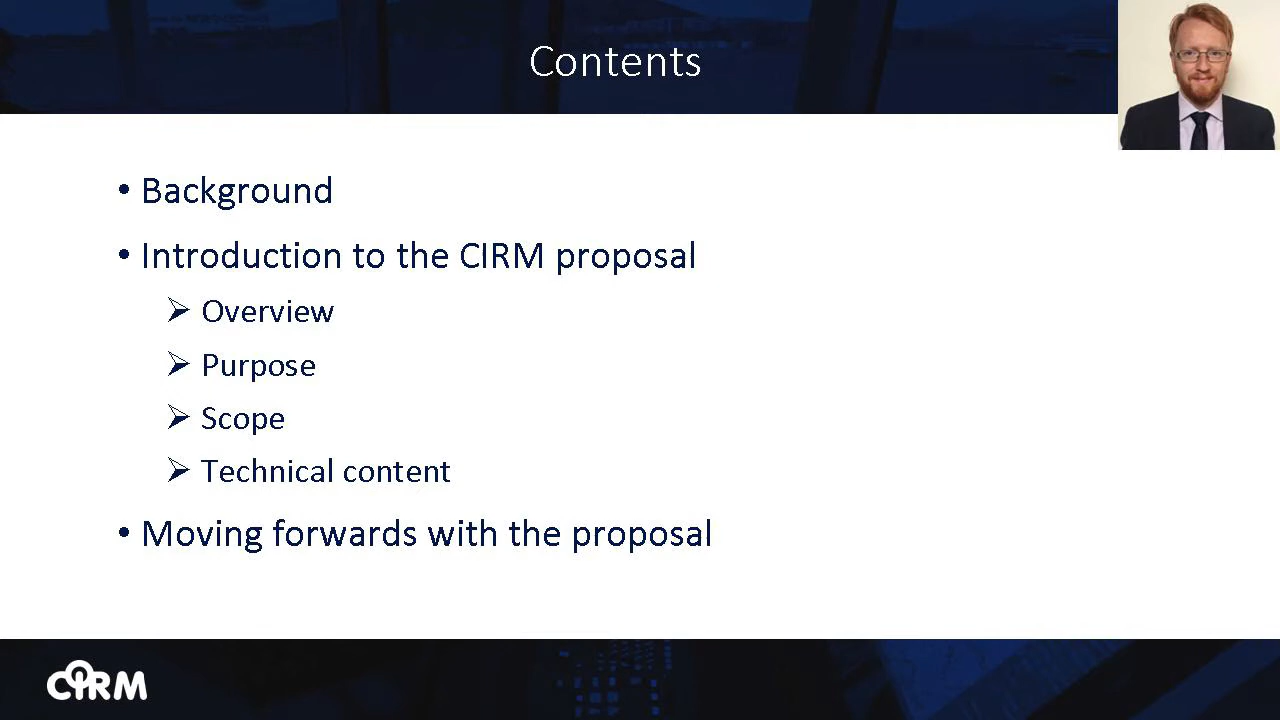 Contents
• Background
• Introduction to the CIRM proposal
➢ Overview
➢ Purpose
➢ Scope
➢ Technical content
• Moving forwards with the proposal
CIRM